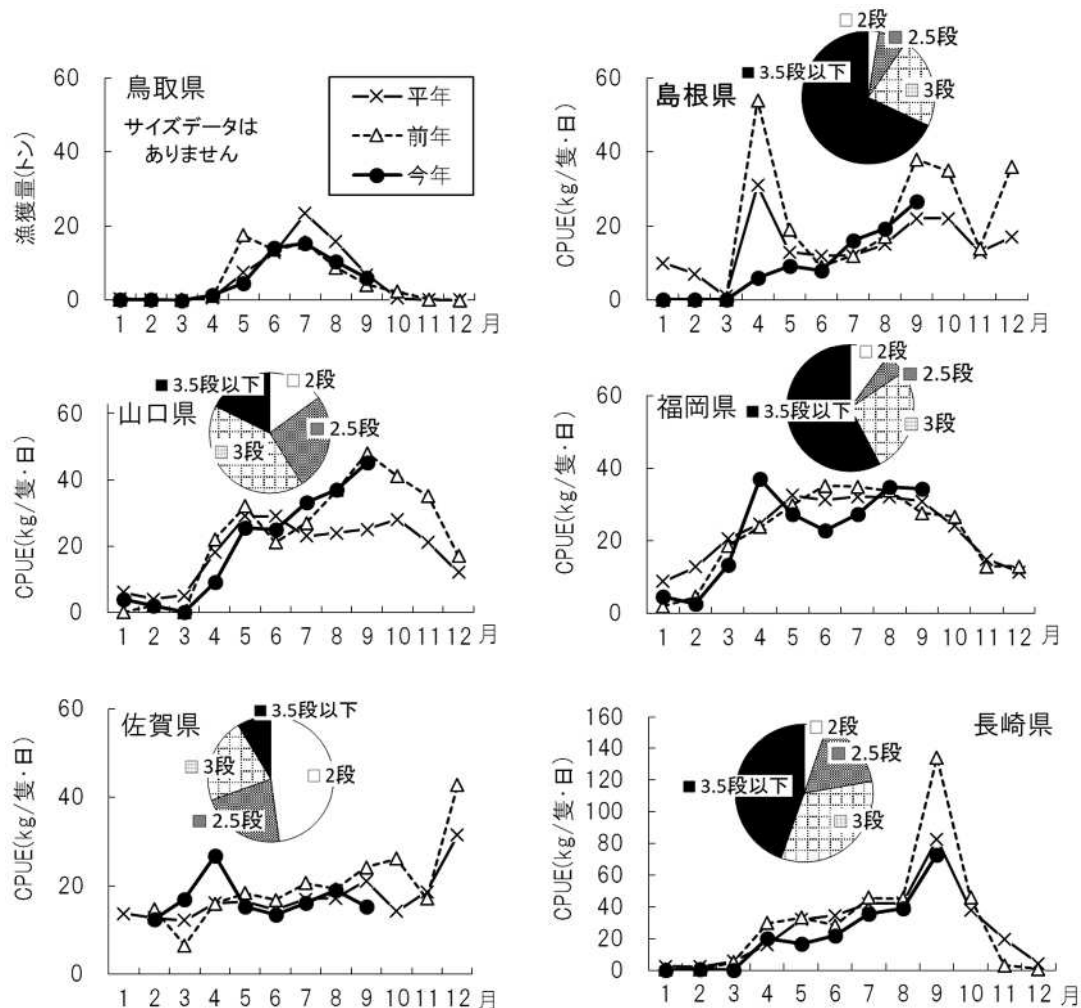 鳥取県
サイズデータは
ありません
平年
前年
今年
漁獲量(トン)
60
40
20
0
1 2 3 4 5 6 7 8 9 10 11 12 月
島根県
2段
2.5段
3段
3.5段以下
CPUE(kg/隻・日)
60
40
20
0
1 2 3 4 5 6 7 8 9 10 11 12 月
山口県
3.5段以下
2段
2.5段
3段
CPUE(kg/隻・日)
60
40
20
0
1 2 3 4 5 6 7 8 9 10 11 12 月
福岡県
2段
2.5段
3段
3.5段以下
CPUE(kg/隻・日)
60
40
20
0
1 2 3 4 5 6 7 8 9 10 11 12 月
佐賀県
3.5段以下
3段
2段
2.5段
CPUE(kg/隻・日)
60
40
20
0
1 2 3 4 5 6 7 8 9 10 11 12 月
長崎県
2段
2.5段
3.5段以下
3段
CPUE(kg/隻・日)
160
140
120
100
80
60
40
20
0
1 2 3 4 5 6 7 8 9 10 11 12 月